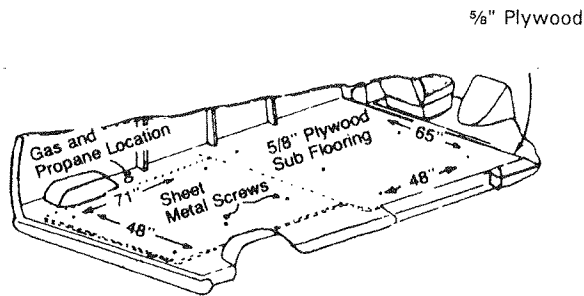 ⅝" Plywood
Gas and
Propane Location
5/8" Plywood
Sub Flooring
65"
71"
Sheet
Metal Screws
48"
48"